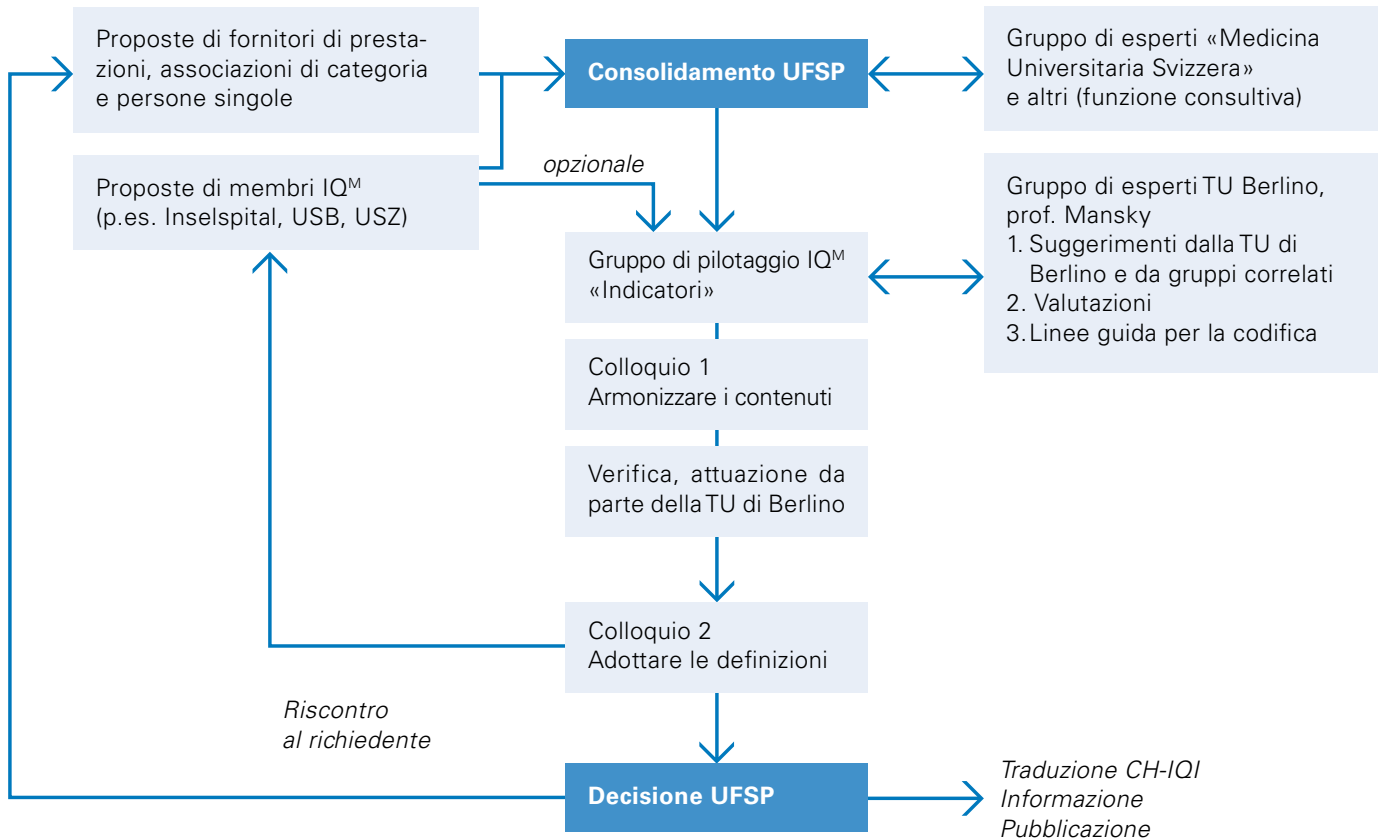 Proposte di fornitori di presta-
zioni, associazioni di categoria
e persone singole
Consolidamento UFSP
Gruppo di esperti «Medicina
Universitaria Svizzera»
e altri (funzione consultiva)
opzionale
Proposte di membri IQᴹ
(p.es. Inselspital, USB, USZ)
Gruppo di esperti TU Berlino,
prof. Mansky
1. Suggerimenti dalla TU di
Berlino e da gruppi correlati
2. Valutazioni
3. Linee guida per la codifica
Gruppo di pilotaggio IQᴹ
«Indicatori»
Colloquio 1
Armonizzare i contenuti
Verifica, attuazione da
parte della TU di Berlino
Colloquio 2
Adottare le definizioni
Riscontro
al richiedente
Decisione UFSP
Traduzione CH-IQI
Informazione
Pubblicazione